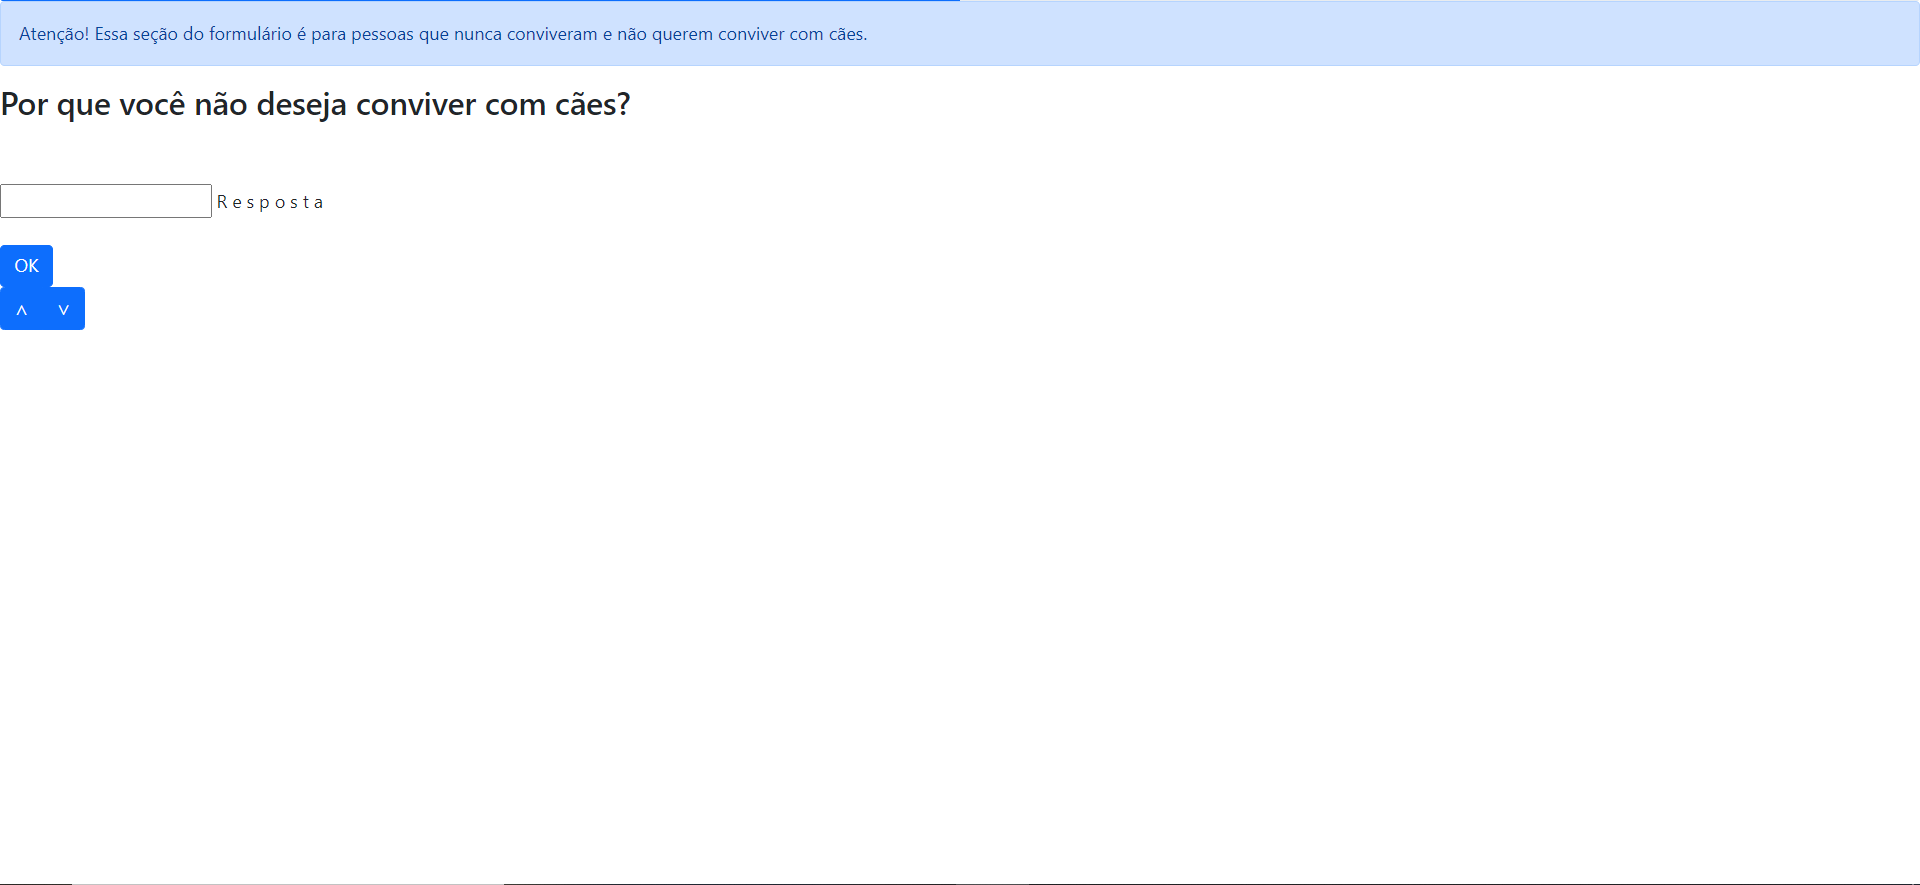 Atenção! Essa seção do formulário é para pessoas que nunca conviveram e não querem conviver com cães.
Por que você não deseja conviver com cães?
R e s p o s t a
OK
˄ ˅